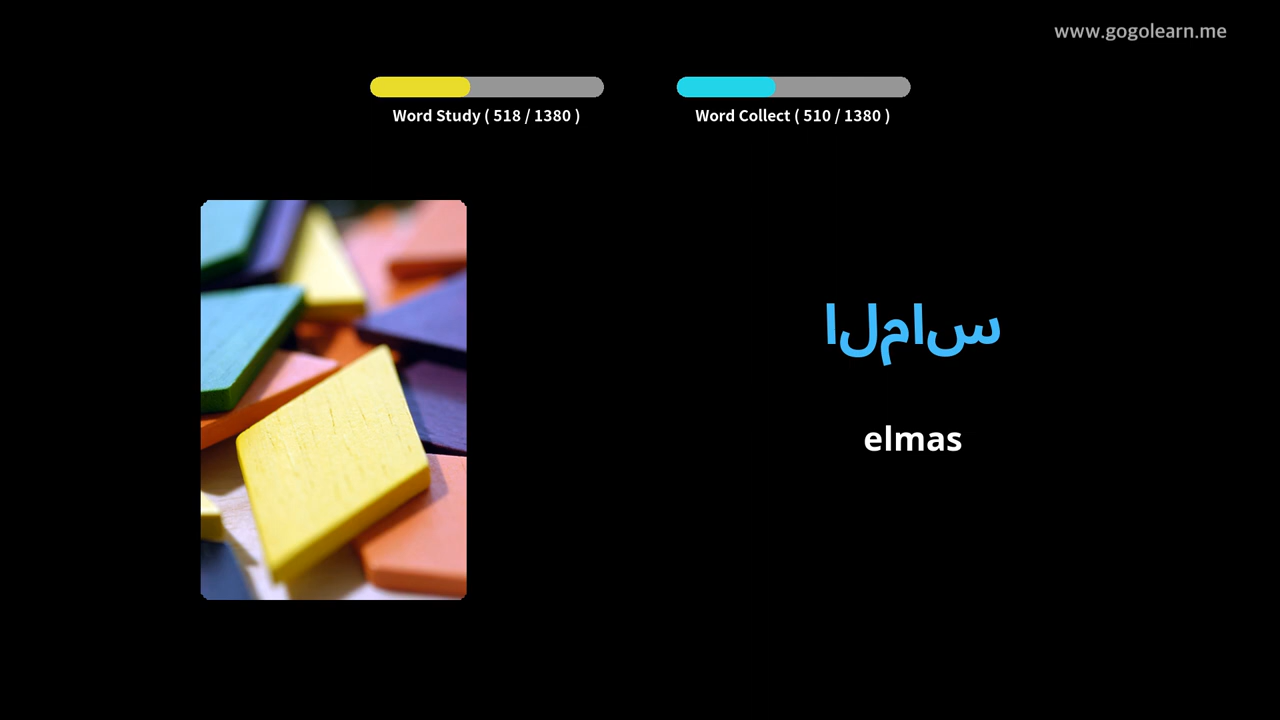 www.gogolearn.me
Word Study ( 518 / 1380 )
Word Collect ( 510 / 1380 )
الماس
elmas